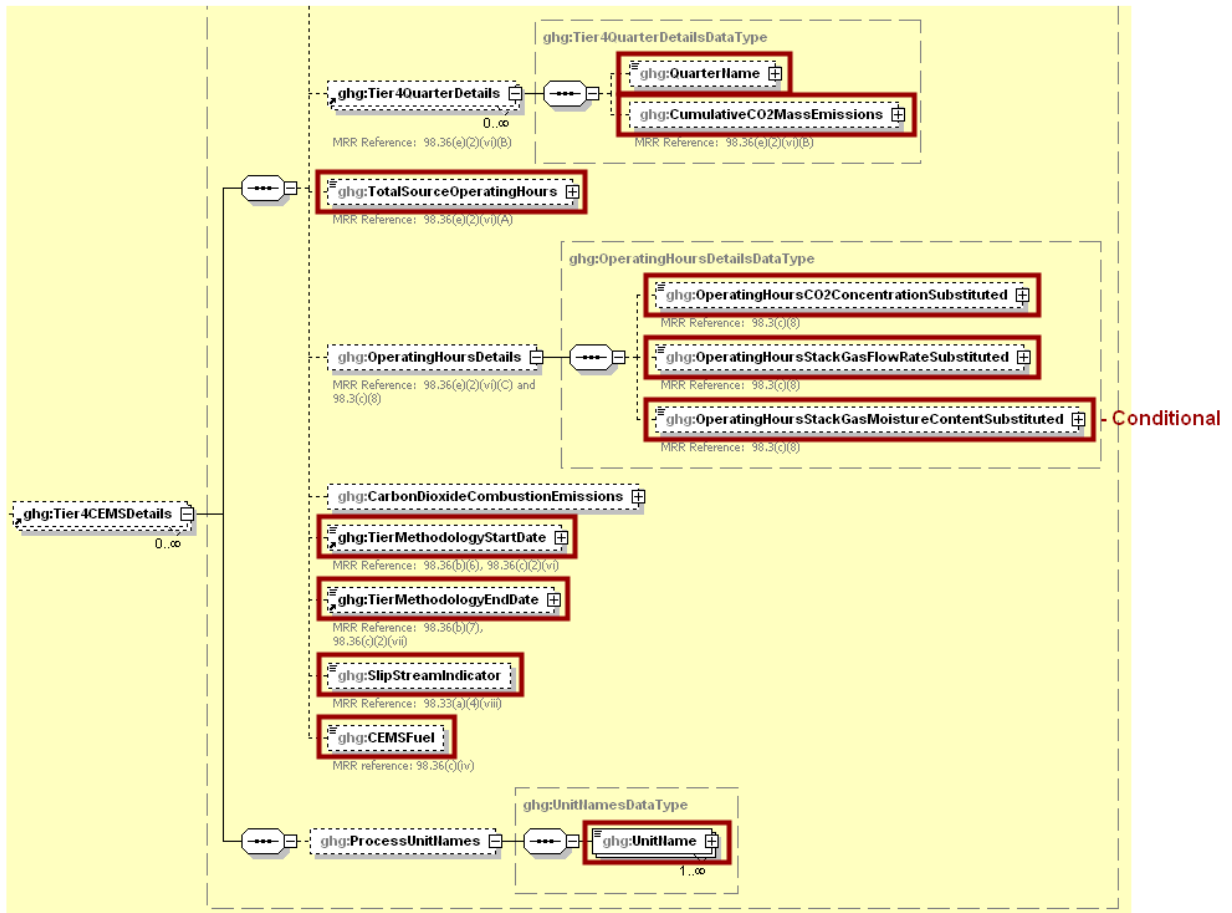 ghg:Tier4QuarterDetailsDataType
ghg:QuarterName
ghg:Tier4QuarterDetails
0..∞
ghg:CumulativeCO2MassEmissions
MRR Reference: 98.36(e)(2)(vi)(B)
MRR Reference: 98.36(e)(2)(vi)(B)
ghg:TotalSourceOperatingHours
MRR Reference: 98.36(e)(2)(vi)(A)
ghg:OperatingHoursDetailsDataType
ghg:OperatingHoursCO2ConcentrationSubstituted
MRR Reference: 98.3(c)(8)
ghg:OperatingHoursDetails
MRR Reference: 98.36(e)(2)(vi)(C) and
98.3(c)(8)
ghg:OperatingHoursStackGasFlowRateSubstituted
MRR Reference: 98.3(c)(8)
ghg:OperatingHoursStackGasMoistureContentSubstituted
Conditional
MRR Reference: 98.3(c)(8)
ghg:Tier4CEMSDetails
0..∞
ghg:CarbonDioxideCombustionEmissions
ghg:TierMethodologyStartDate
MRR Reference: 98.36(b)(6), 98.36(c)(2)(vi)
ghg:TierMethodologyEndDate
MRR Reference: 98.36(b)(7),
98.36(c)(2)(vii)
ghg:SlipStreamIndicator
MRR Reference: 98.33(a)(4)(viii)
ghg:CEMSFuel
MRR reference: 98.36(c)(iv)
ghg:UnitNamesDataType
ghg:ProcessUnitNames
ghg:UnitName
1..∞